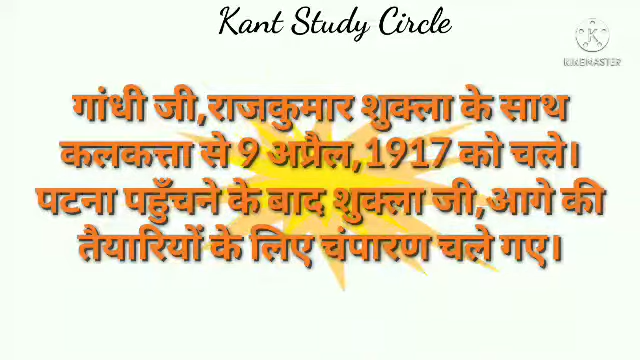 Kant Study Circle
K
KINEMASTER
गांधी जी,राजकुमार शुक्ला के साथ
कलकत्ता से 9 अप्रैल,1917 को चले।
पटना पहुँचने के बाद शुक्ला जी,आगे की
तैयारियों के लिए चंपारण चले गए।